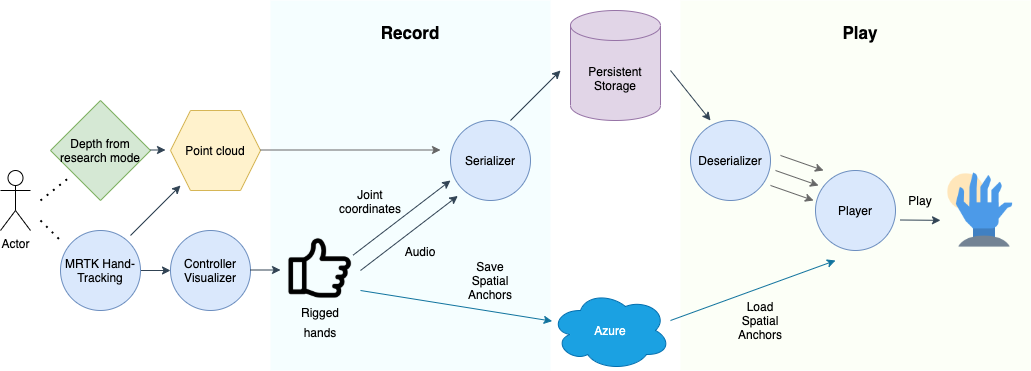 Record
Play
Persistent
Storage
Depth from
research mode
Point cloud
Serializer
Deserializer
Actor
Joint
coordinates
Audio
Player
Play
MRTK Hand-
Tracking
Controller
Visualizer
Rigged
hands
Save
Spatial
Anchors
Azure
Load
Spatial
Anchors